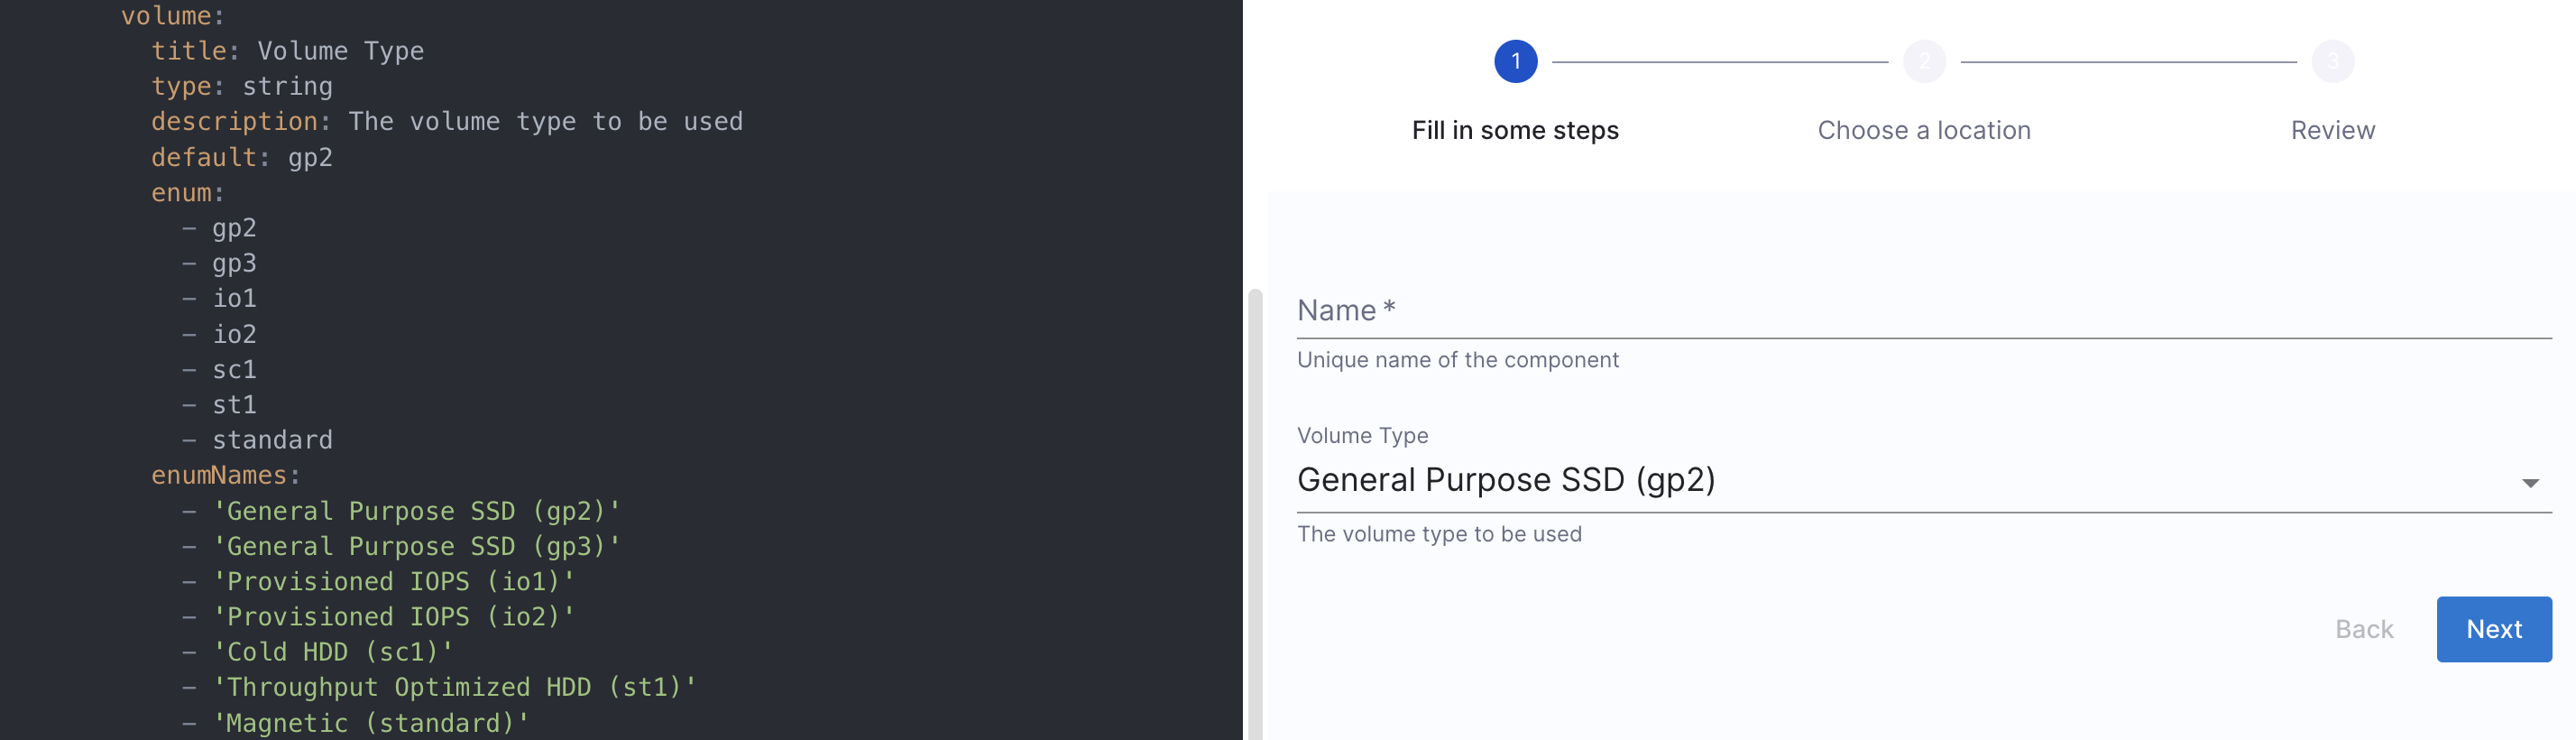 volume:
title: Volume Type
type: string
description: The volume type to be used
default: gp2
enum:
- gp2
- gp3
- io1
- io2
- sc1
- st1
- standard
enumNames:
- 'General Purpose SSD (gp2)'
- 'General Purpose SSD (gp3)'
- 'Provisioned IOPS (io1)'
- 'Provisioned IOPS (io2)'
- 'Cold HDD (sc1)'
- 'Throughput Optimized HDD (st1)'
- 'Magnetic (standard)'
1 2 3
Fill in some steps Choose a location Review
Name *
Unique name of the component
Volume Type
General Purpose SSD (gp2)
The volume type to be used
Back Next